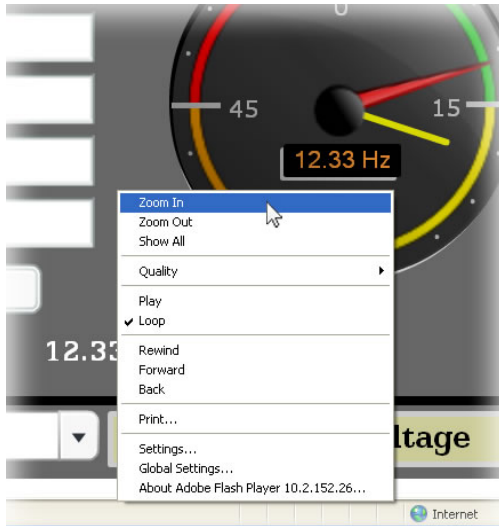 0
45
15
12.33 Hz
Zoom In
Zoom Out
Show All
Quality
Play
Loop
12.33
Rewind
Forward
Back
Print...
ltage
Settings...
Global Settings...
About Adobe Flash Player 10.2.152.26...
Internet